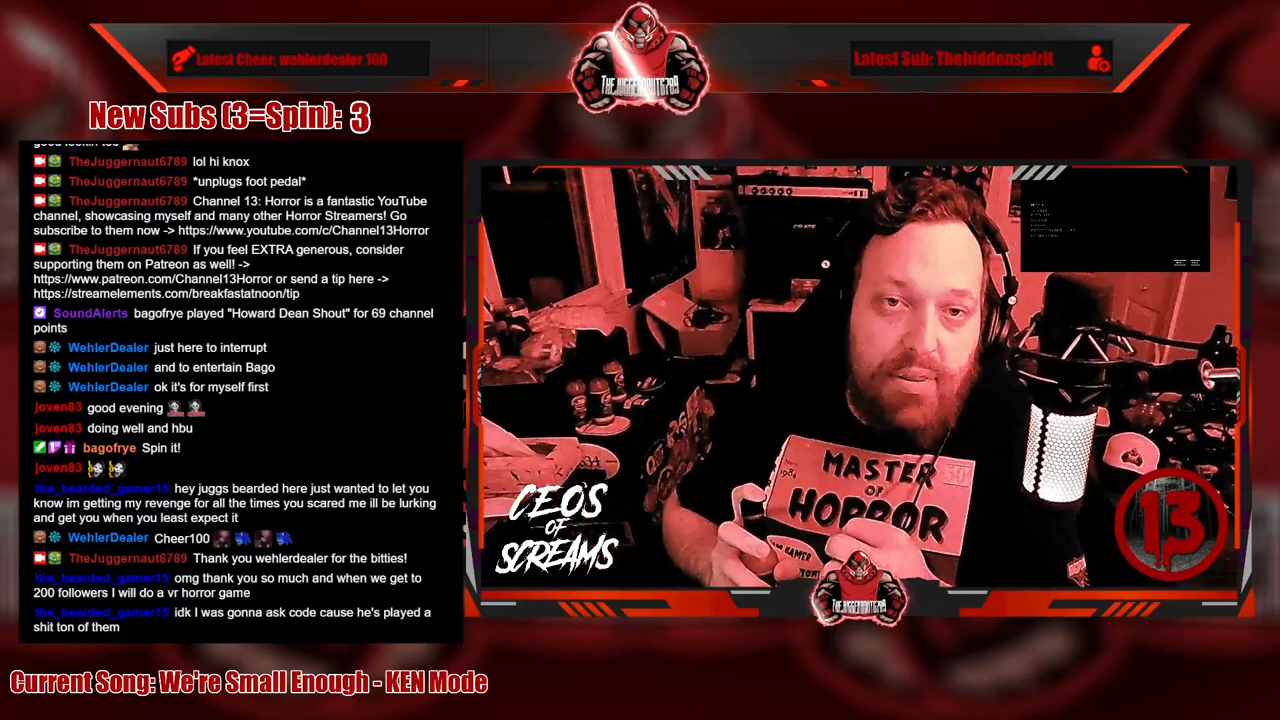 Latest Cheer: wehlerdealer 100
THEJUGGERNAUT6789
Latest Sub: Thehiddenspirit
New Subs (3=Spin): 3
TheJuggernaut6789 lol hi knox
TheJuggernaut6789 *unplugs foot pedal*
TheJuggernaut6789 Channel 13: Horror is a fantastic YouTube
channel, showcasing myself and many other Horror Streamers! Go
subscribe to them now -> https://www.youtube.com/c/Channel13Horror
TheJuggernaut6789 If you feel EXTRA generous, consider
supporting them on Patreon as well! ->
https://www.patreon.com/Channel13Horror or send a tip here ->
https://streamelements.com/breakfastatnoon/tip
SoundAlerts bagofrye played "Howard Dean Shout" for 69 channel
points
WehlerDealer just here to interrupt
WehlerDealer and to entertain Bago
WehlerDealer ok it's for myself first
joven83 good evening
joven83 doing well and hbu
bagofrye Spin it!
joven83
the_bearded_gamer15 hey juggs bearded here just wanted to let you
know im getting my revenge for all the times you scared me ill be lurking
and get you when you least expect it
WehlerDealer Cheer100
TheJuggernaut6789 Thank you wehlerdealer for the bitties!
the_bearded_gamer15 omg thank you so much and when we get to
200 followers I will do a vr horror game
the_bearded_gamer15 idk I was gonna ask code cause he's played a
shit ton of them
CRATE
MASTER
OF
HORROR
CEOS
OF
SCREAMS
13
THEJUGGERNAUT6789
Current Song: We're Small Enough - KEN Mode